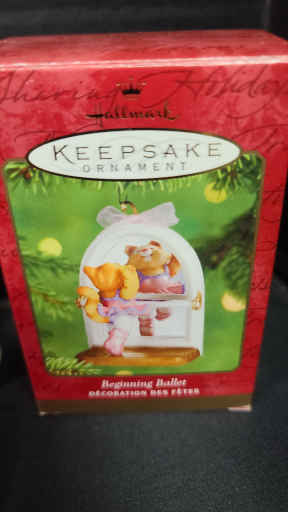 Hallmark
KEEPSAKE
ORNAMENT
Beginning Ballet
DÉCORATION DES FÊTES